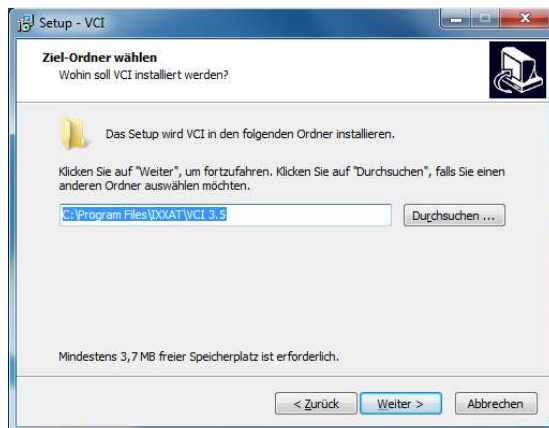 Setup - VCI
Ziel-Ordner wählen
Wohin soll VCI installiert werden?
Das Setup wird VCI in den folgenden Ordner installieren.
Klicken Sie auf "Weiter", um fortzufahren. Klicken Sie auf "Durchsuchen", falls Sie einen
anderen Ordner auswählen möchten.
C:\Program Files\IXXAT\VCI 3.5
Durchsuchen ...
Mindestens 3,7 MB freier Speicherplatz ist erforderlich.
< Zurück
Weiter >
Abbrechen